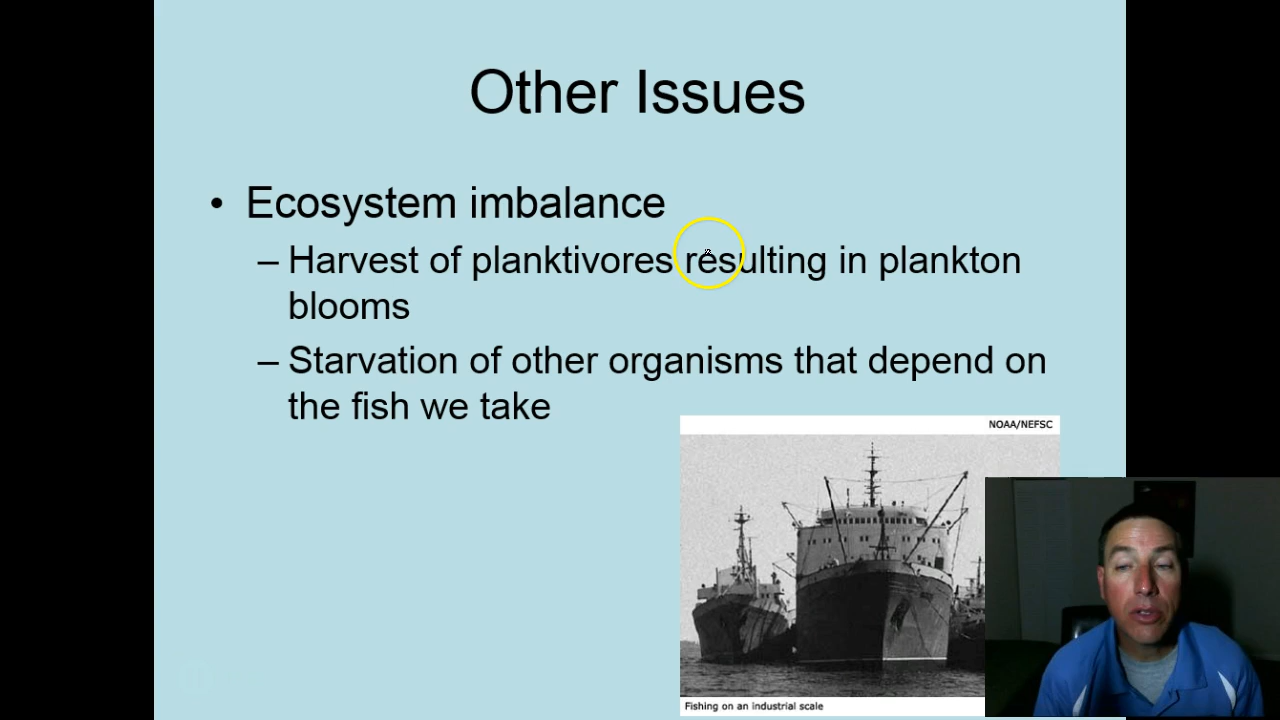 Other Issues
• Ecosystem imbalance
– Harvest of planktivores resulting in plankton
blooms
– Starvation of other organisms that depend on
the fish we take
NOAA/NEFSC
Fishing on an industrial scale